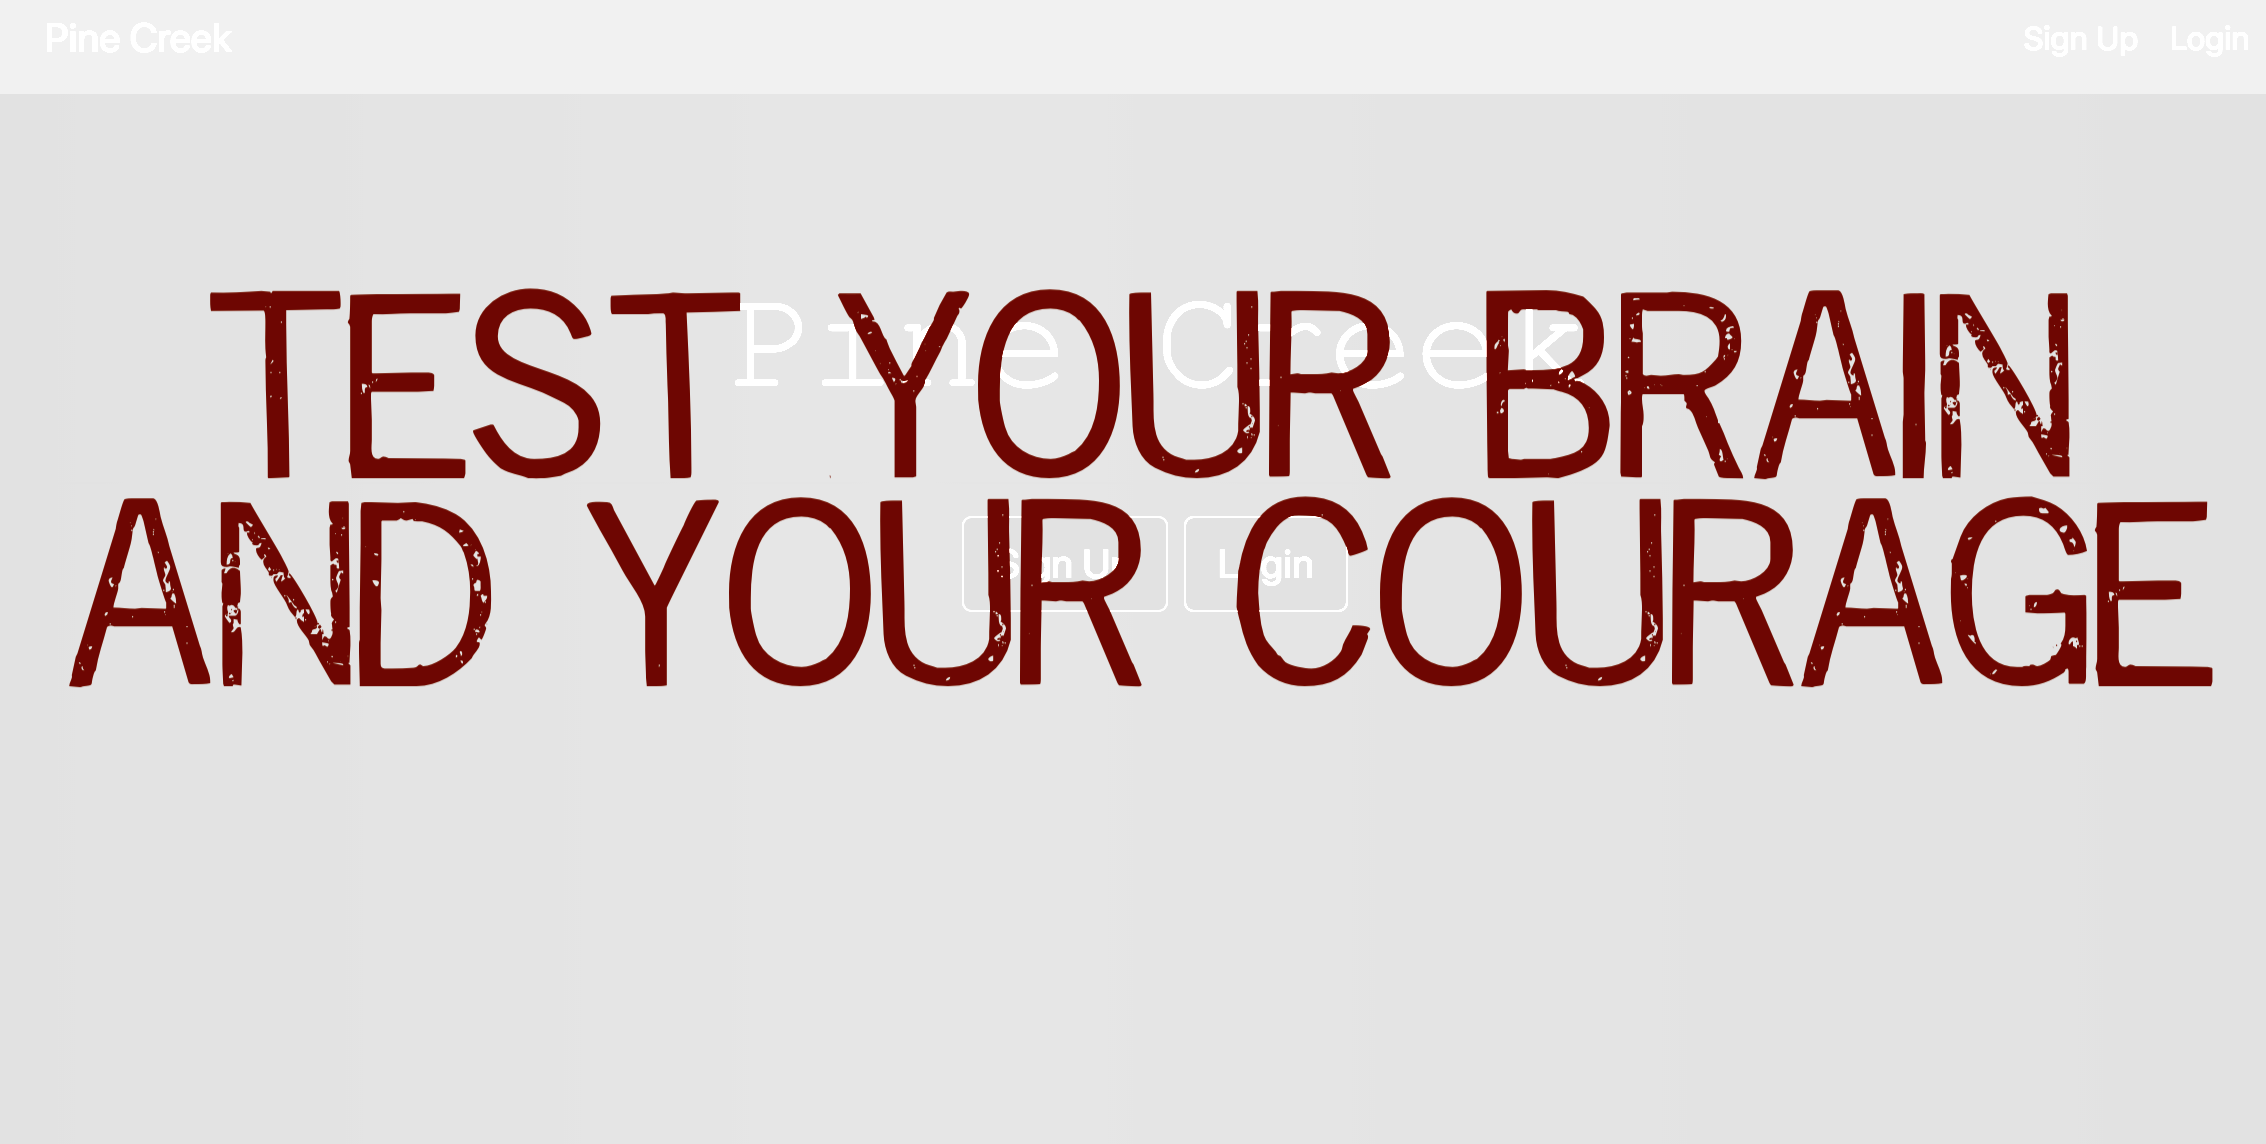 Pine Creek
Sign Up Login
TEST YOUR BRAIN
AND YOUR COURAGE
Pine Creek
Sign Up Login